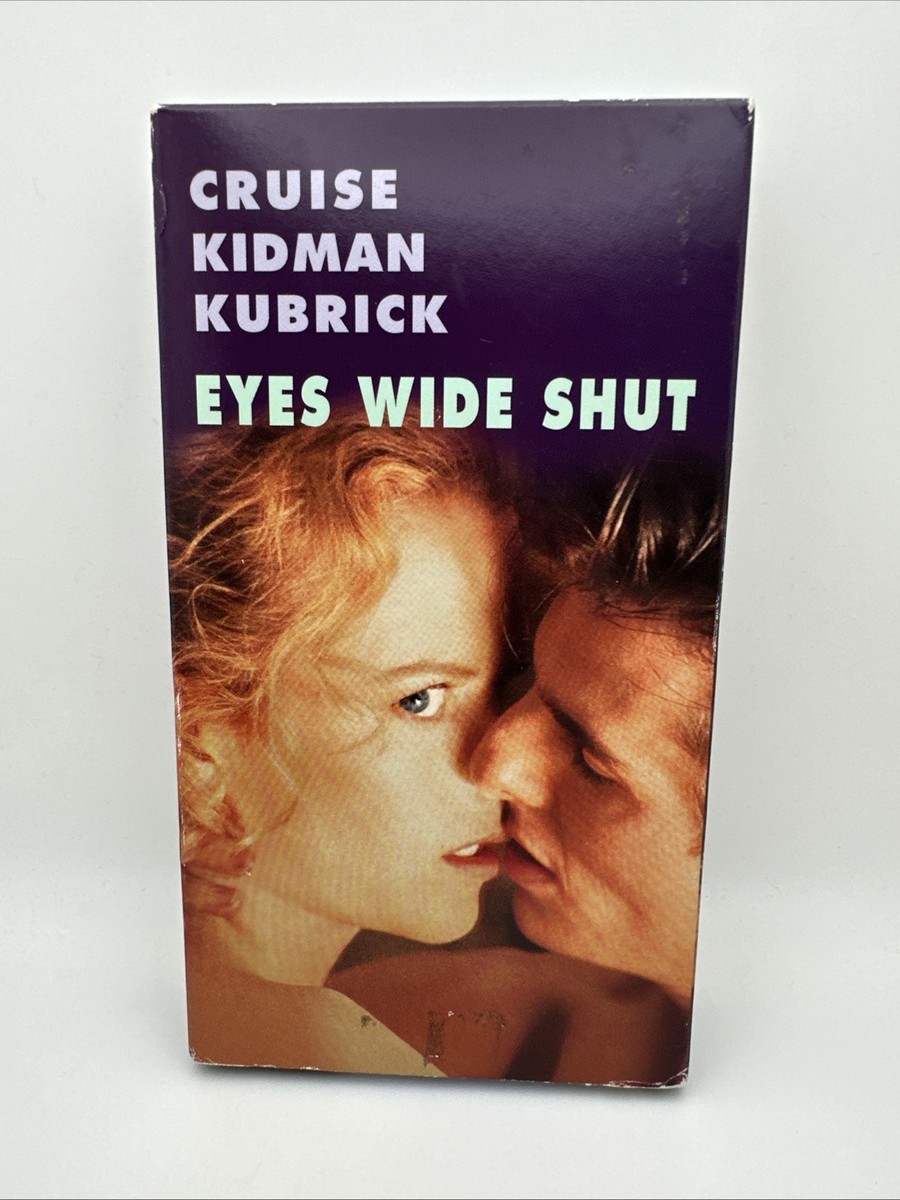 CRUISE
KIDMAN
KUBRICK
EYES WIDE SHUT